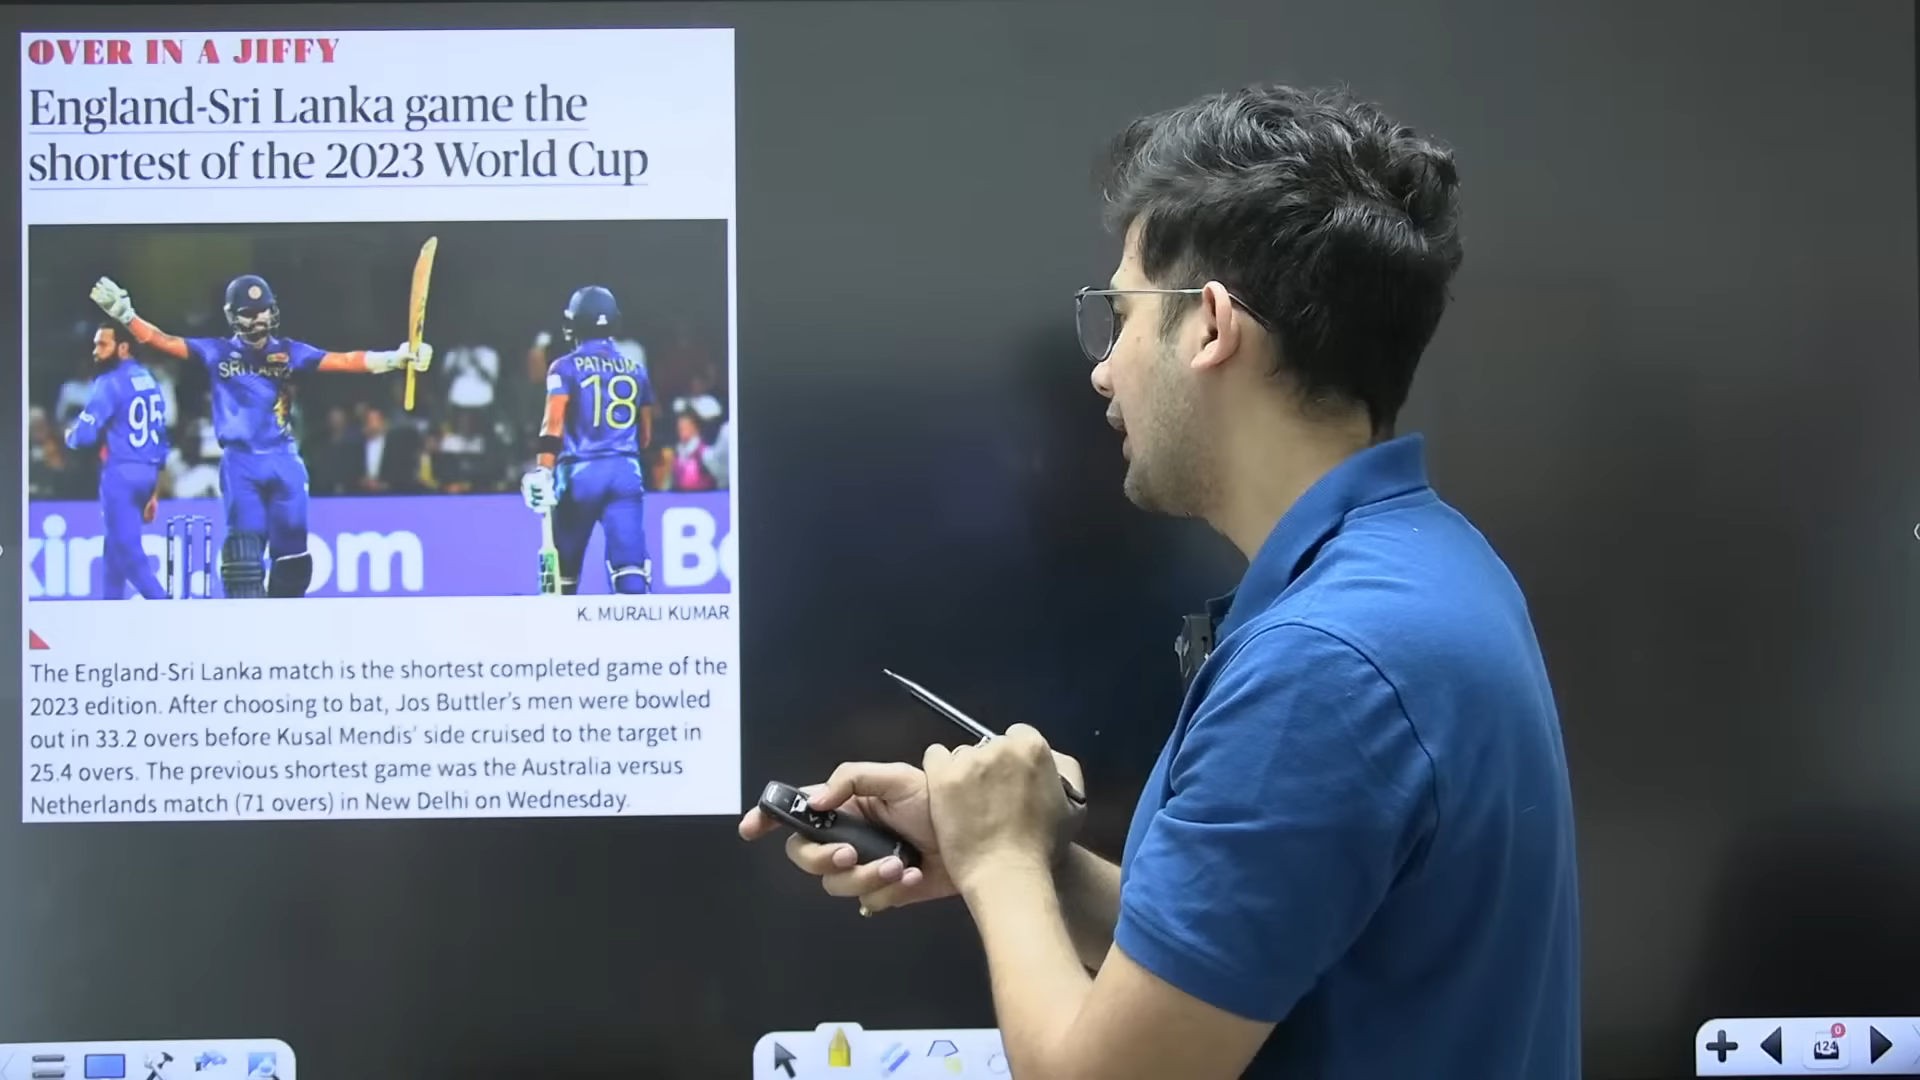 OVER IN A JIFFY
England-Sri Lanka game the
shortest of the 2023 World Cup
95
SRI LANKA
PATHUM
18
om
K. MURALI KUMAR
The England-Sri Lanka match is the shortest completed game of the
2023 edition. After choosing to bat, Jos Buttler's men were bowled
out in 33.2 overs before Kusal Mendis' side cruised to the target in
25.4 overs. The previous shortest game was the Australia versus
Netherlands match (71 overs) in New Delhi on Wednesday.
0
124